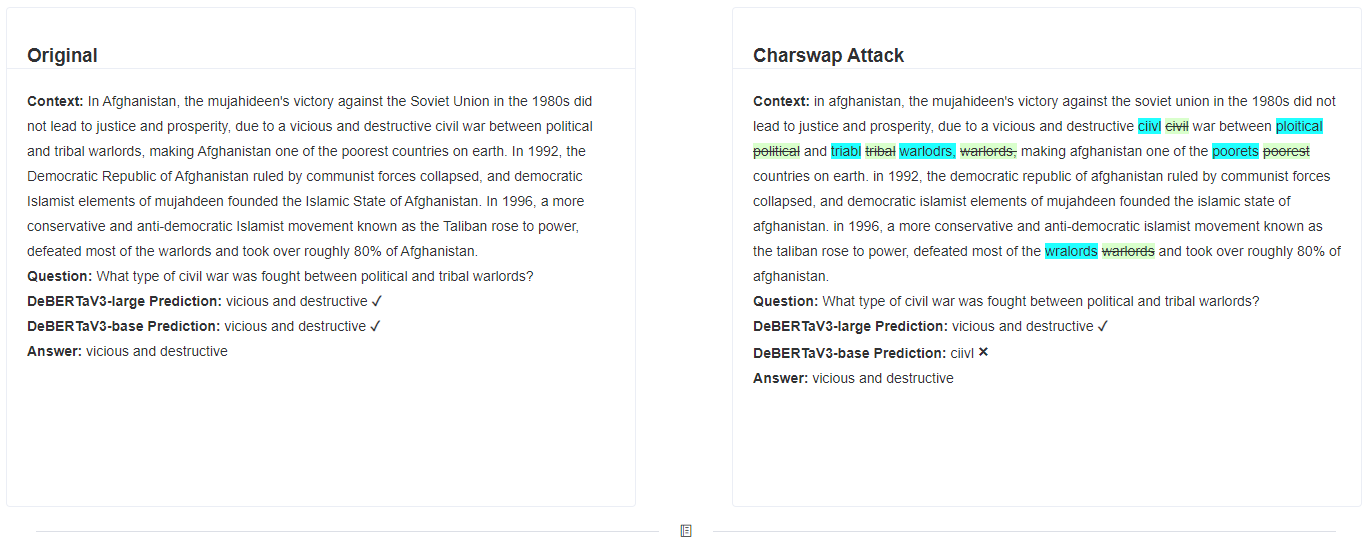 Original
Context: In Afghanistan, the mujahideen's victory against the Soviet Union in the 1980s did
not lead to justice and prosperity, due to a vicious and destructive civil war between political
and tribal warlords, making Afghanistan one of the poorest countries on earth. In 1992, the
Democratic Republic of Afghanistan ruled by communist forces collapsed, and democratic
Islamist elements of mujahdeen founded the Islamic State of Afghanistan. In 1996, a more
conservative and anti-democratic Islamist movement known as the Taliban rose to power,
defeated most of the warlords and took over roughly 80% of Afghanistan.
Question: What type of civil war was fought between political and tribal warlords?
DeBERTaV3-large Prediction: vicious and destructive ✓
DeBERTaV3-base Prediction: vicious and destructive ✓
Answer: vicious and destructive
Charswap Attack
Context: in afghanistan, the mujahideen's victory against the soviet union in the 1980s did not
lead to justice and prosperity, due to a vicious and destructive ciivl civil war between ploitical
political and triabl tribal warlodrs, warlords, making afghanistan one of the poorets poorest
countries on earth. in 1992, the democratic republic of afghanistan ruled by communist forces
collapsed, and democratic islamist elements of mujahdeen founded the islamic state of
afghanistan. in 1996, a more conservative and anti-democratic islamist movement known as
the taliban rose to power, defeated most of the wralords warlords and took over roughly 80% of
afghanistan.
Question: What type of civil war was fought between political and tribal warlords?
DeBERTaV3-large Prediction: vicious and destructive ✓
DeBERTaV3-base Prediction: ciivl ✕
Answer: vicious and destructive